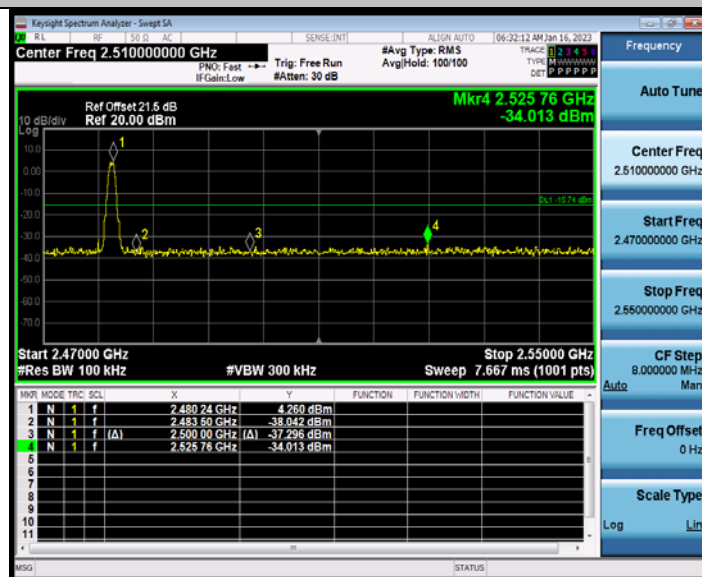 Keysight Spectrum Analyzer - Swept SA
RL RF 50 Ω AC SENSE:INT ALIGN AUTO 06:32:12 AM Jan 16, 2023
Center Freq 2.510000000 GHz
PNO: Fast
IFGain:Low
Trig: Free Run
#Atten: 30 dB
#Avg Type: RMS
Avg|Hold: 100/100
TRACE 1 2 3 4 5 6
TYPE M W W W W W
DET P P P P P P
Ref Offset 21.5 dB
10 dB/div Ref 20.00 dBm
Log
Mkr4 2.525 76 GHz
-34.013 dBm
10.0
0.00
-10.0
-20.0
-30.0
-40.0
-50.0
-60.0
-70.0
1
2
3
4
DL1 -15.74 dBm
Start 2.47000 GHz Stop 2.55000 GHz
#Res BW 100 kHz #VBW 300 kHz Sweep 7.667 ms (1001 pts)
MKR MODE TRC SCL X Y FUNCTION FUNCTION WIDTH FUNCTION VALUE
1 N 1 f 2.480 24 GHz 4.260 dBm
2 N 1 f 2.483 50 GHz -38.042 dBm
3 N 1 f (Δ) 2.500 00 GHz (Δ) -37.296 dBm
4 N 1 f 2.525 76 GHz -34.013 dBm
5
6
7
8
9
10
11
MSG STATUS
Frequency
Auto Tune
Center Freq
2.510000000 GHz
Start Freq
2.470000000 GHz
Stop Freq
2.550000000 GHz
CF Step
8.000000 MHz
Auto Man
Freq Offset
0 Hz
Scale Type
Log Lin